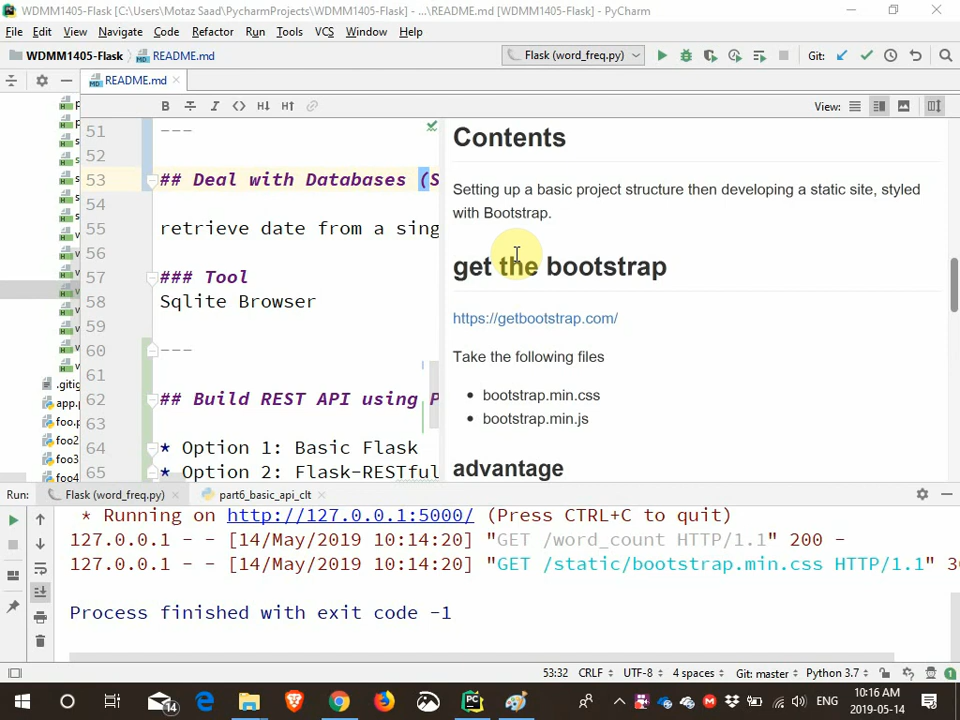 WDMM1405-Flask [C:\Users\Motaz Saad\PycharmProjects\WDMM1405-Flask] - ...\README.md [WDMM1405-Flask] - PyCharm
File Edit View Navigate Code Refactor Run Tools VCS Window Help
WDMM1405-Flask README.md Flask (word_freq.py) Git:
README.md
View:
51 ---
52
53 ## Deal with Databases (S
54
55 retrieve date from a sing
56
57 ### Tool
58 Sqlite Browser
59
60 ---
61
62 ## Build REST API using P
63
64 * Option 1: Basic Flask
65 * Option 2: Flask-RESTful
.gitig
app.p
foo.p
foo2
foo3
foo4
Contents
Setting up a basic project structure then developing a static site, styled
with Bootstrap.
get the bootstrap
https://getbootstrap.com/
Take the following files
• bootstrap.min.css
• bootstrap.min.js
advantage
Run: Flask (word_freq.py) part6_basic_api_clt
* Running on http://127.0.0.1:5000/ (Press CTRL+C to quit)
127.0.0.1 - - [14/May/2019 10:14:20] "GET /word_count HTTP/1.1" 200 -
127.0.0.1 - - [14/May/2019 10:14:20] "GET /static/bootstrap.min.css HTTP/1.1" 30
Process finished with exit code -1
53:32 CRLF UTF-8 4 spaces Git: master Python 3.7
14 ENG 10:16 AM
2019-05-14